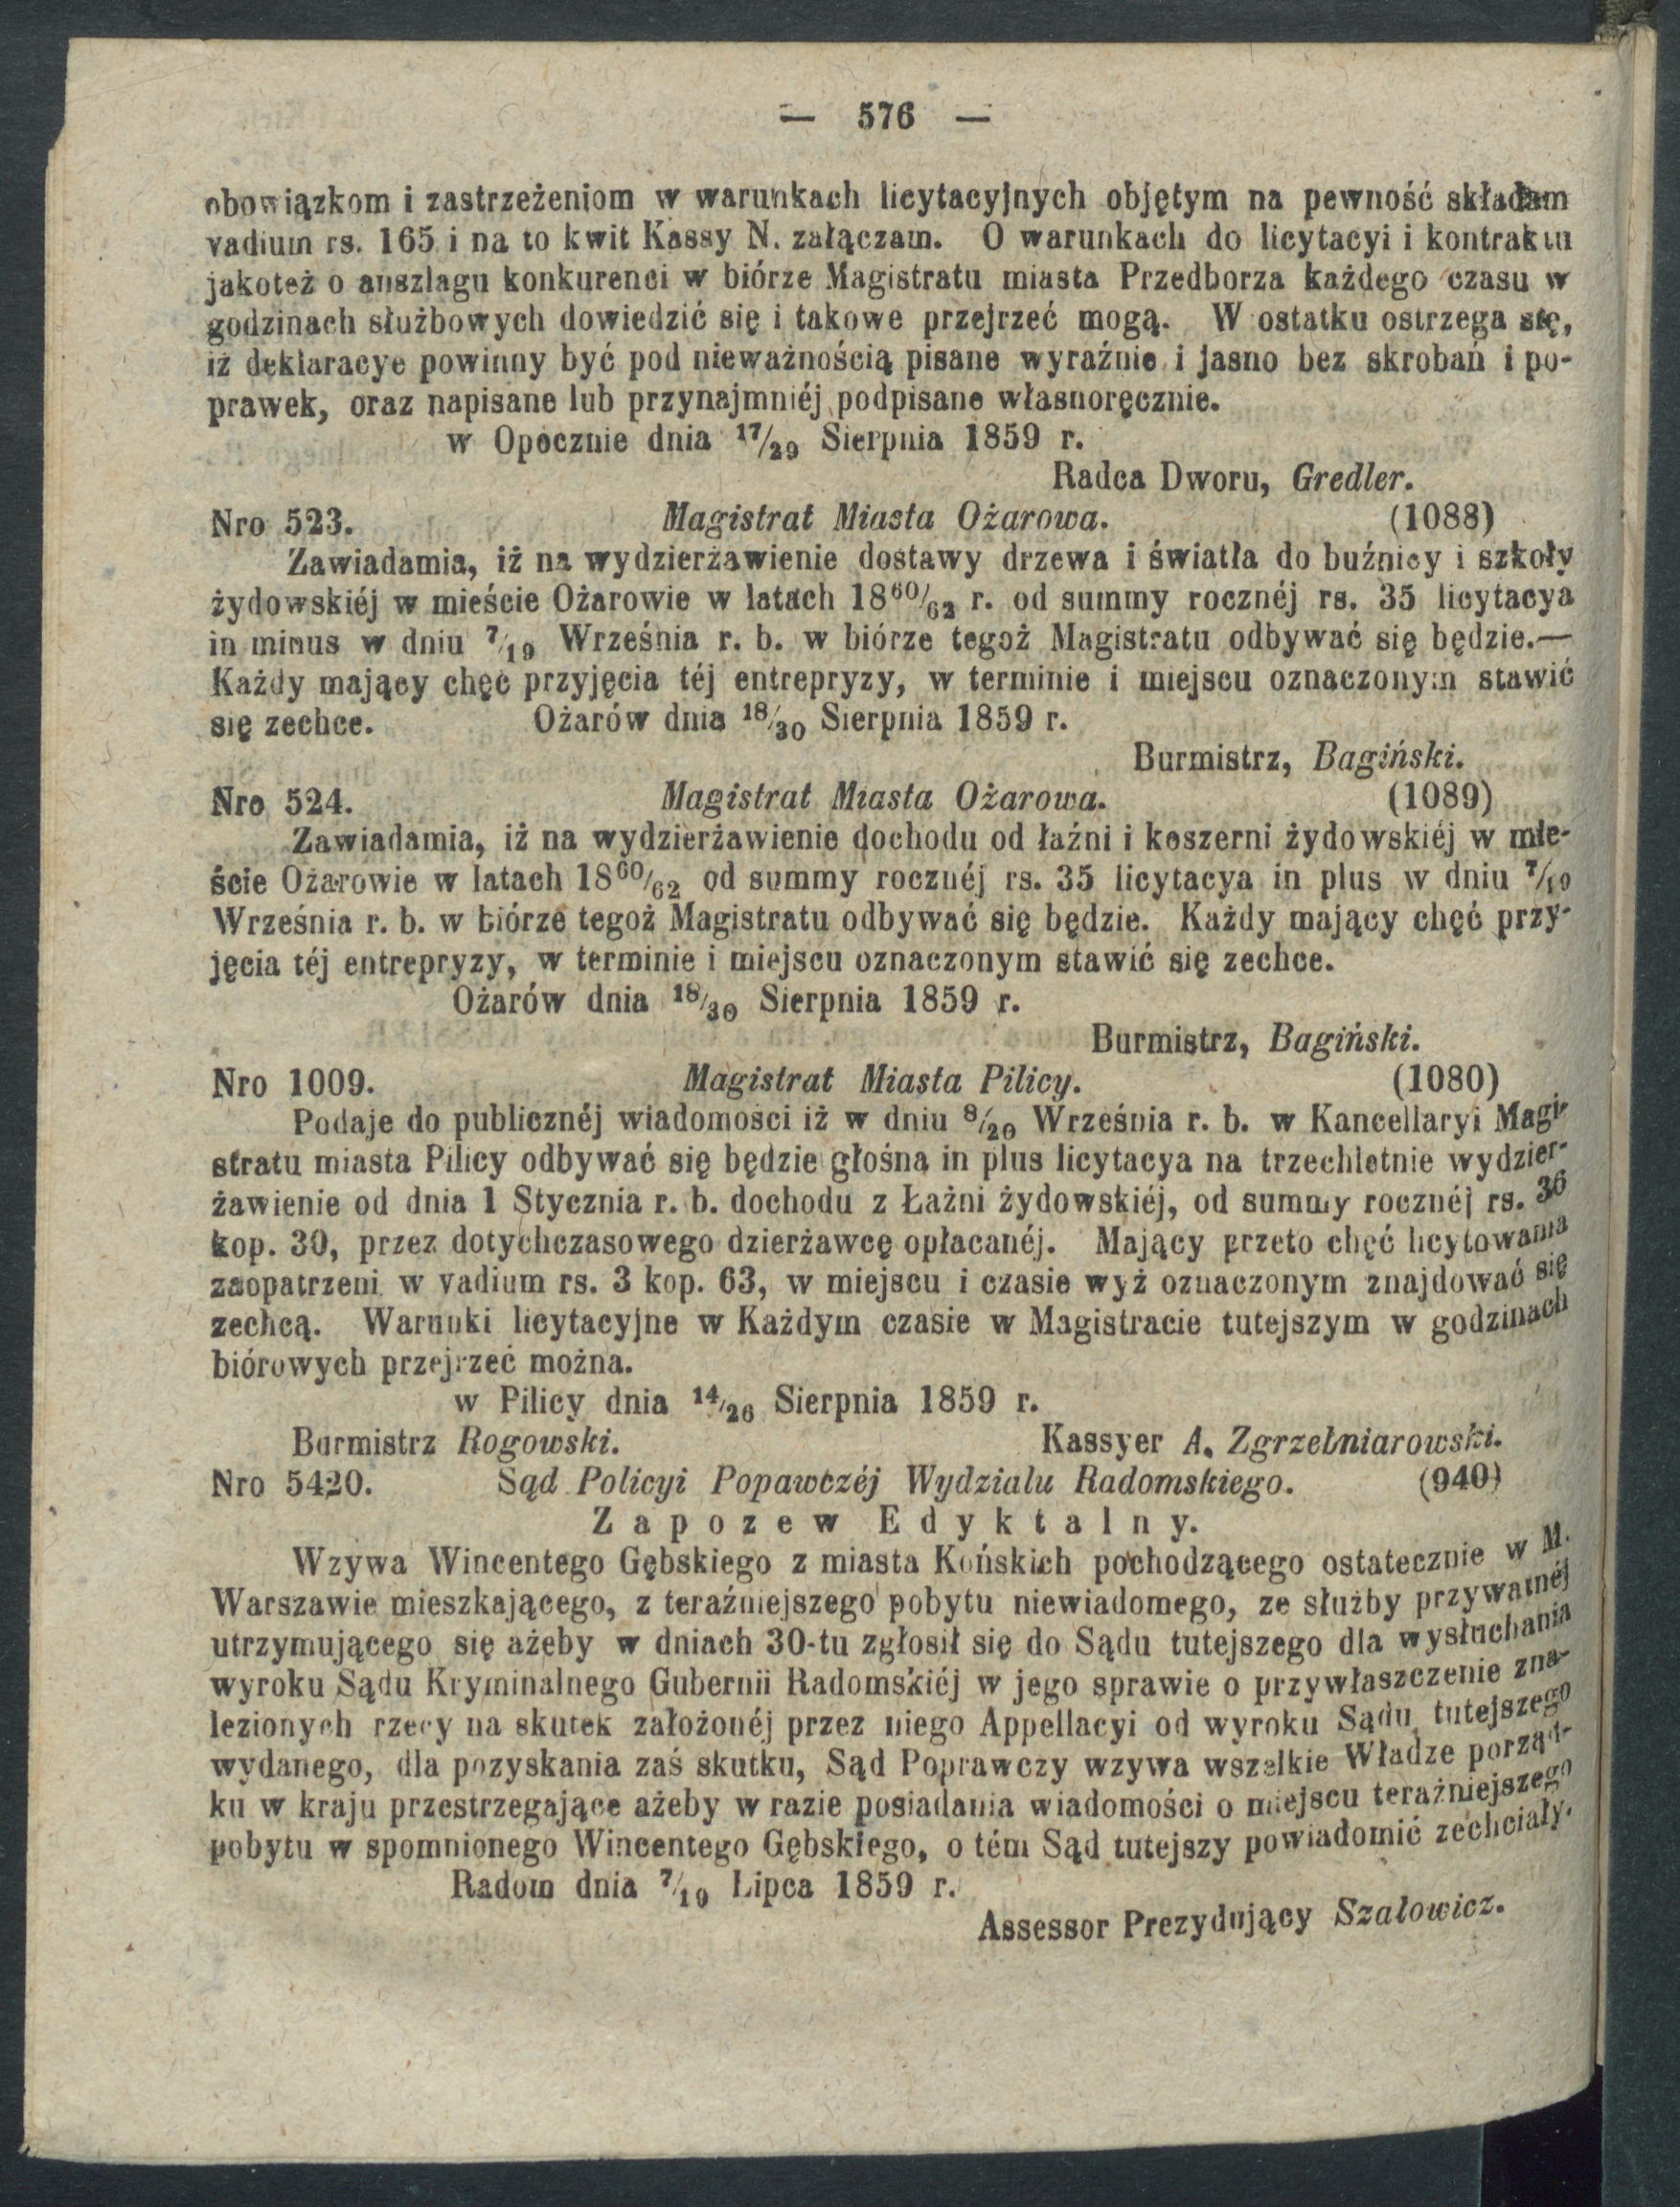 — 576 —
obowiązkom i zastrzeżeniom w warunkach licytacyjnych objętym na pewność składam
vadium rs. 165 i na to kwit Kassy N. załączam. O warunkach do licytacyi i kontraktu
jakoteż o anszlagu konkurenci w biórze Magistratu miasta Przedborza każdego czasu w
godzinach służbowych dowiedzić się i takowe przejrzeć mogą. W ostatku ostrzega się,
iż deklaracye powinny być pod nieważnością pisane wyraźnie i jasno bez skrobań i po-
prawek, oraz napisane lub przynajmniéj podpisane własnoręcznie.
w Opocznie dnia 17/29 Sierpnia 1859 r.
Radca Dworu, Gredler.
Nro 523. Magistrat Miasta Ożarowa. (1088)
Zawiadamia, iż na wydzierżawienie dostawy drzewa i światła do buźnicy i szkoły
żydowskiéj w mieście Ożarowie w latach 1860/62 r. od summy rocznéj rs. 35 licytacya
in minus w dniu 7/19 Września r. b. w biórze tegoż Magistratu odbywać się będzie.—
Każdy mający chęć przyjęcia téj entrepryzy, w terminie i miejscu oznaczonym stawić
się zechce. Ożarów dnia 18/30 Sierpnia 1859 r.
Burmistrz, Bagiński.
Nro 524. Magistrat Miasta Ożarowa. (1089)
Zawiadamia, iż na wydzierżawienie dochodu od łaźni i koszerni żydowskiéj w mie-
ście Ożarowie w latach 1860/62 od summy rocznéj rs. 35 licytacya in plus w dniu 7/19
Września r. b. w biórze tegoż Magistratu odbywać się będzie. Każdy mający chęć przy-
jęcia téj entrepryzy, w terminie i miejscu oznaczonym stawić się zechce.
Ożarów dnia 18/30 Sierpnia 1859 r.
Burmistrz, Bagiński.
Nro 1009. Magistrat Miasta Pilicy. (1080)
Podaje do publicznéj wiadomości iż w dniu 8/20 Września r. b. w Kancellaryi Magi-
stratu miasta Pilicy odbywać się będzie głośna in plus licytacya na trzechletnie wydzier-
żawienie od dnia 1 Stycznia r. b. dochodu z Łaźni żydowskiéj, od summy rocznéj rs. 36
kop. 30, przez dotychczasowego dzierżawcę opłacanéj. Mający przeto chęć licytowania
zaopatrzeni w vadium rs. 3 kop. 63, w miejscu i czasie wyż oznaczonym znajdować się
zechcą. Warunki licytacyjne w Każdym czasie w Magistracie tutejszym w godzinach
biórowych przejrzeć można.
w Pilicy dnia 14/26 Sierpnia 1859 r.
Burmistrz Rogowski. Kassyer A. Zgrzebniarowski.
Nro 5420. Sąd Policyi Popawczéj Wydzialu Radomskiego. (940)
Zapozew Edyktalny.
Wzywa Wincentego Gębskiego z miasta Końskich pochodzącego ostatecznie w M.
Warszawie mieszkającego, z teraźniejszego pobytu niewiadomego, ze służby przywatnéj
utrzymującego się ażeby w dniach 30-tu zgłosił się do Sądu tutejszego dla wysłuchania
wyroku Sądu Kryminalnego Gubernii Radomskiéj w jego sprawie o przywłaszczenie zna-
lezionych rzeczy na skutek założonéj przez niego Appellacyi od wyroku Sądu tutejszego
wydanego, dla pozyskania zaś skutku, Sąd Poprawczy wzywa wszelkie Władze porząd-
ku w kraju przestrzegające ażeby w razie posiadania wiadomości o miejscu teraźniejszego
pobytu w spomnionego Wincentego Gębskiego, o tém Sąd tutejszy powiadomić zechciały.
Radom dnia 7/19 Lipca 1859 r.
Assessor Prezydujący Szałowicz.